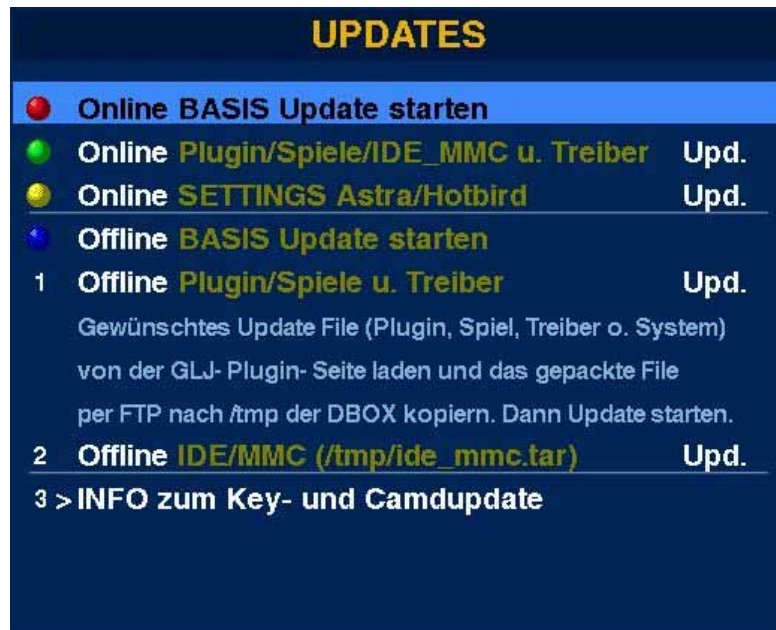 UPDATES
Online BASIS Update starten
Online Plugin/Spiele/IDE_MMC u. Treiber Upd.
Online SETTINGS Astra/Hotbird Upd.
Offline BASIS Update starten
1 Offline Plugin/Spiele u. Treiber Upd.
Gewünschtes Update File (Plugin, Spiel, Treiber o. System)
von der GLJ-Plugin-Seite laden und das gepackte File
per FTP nach /tmp der DBOX kopieren. Dann Update starten.
2 Offline IDE/MMC (/tmp/ide_mmc.tar) Upd.
3 > INFO zum Key- und Camdupdate